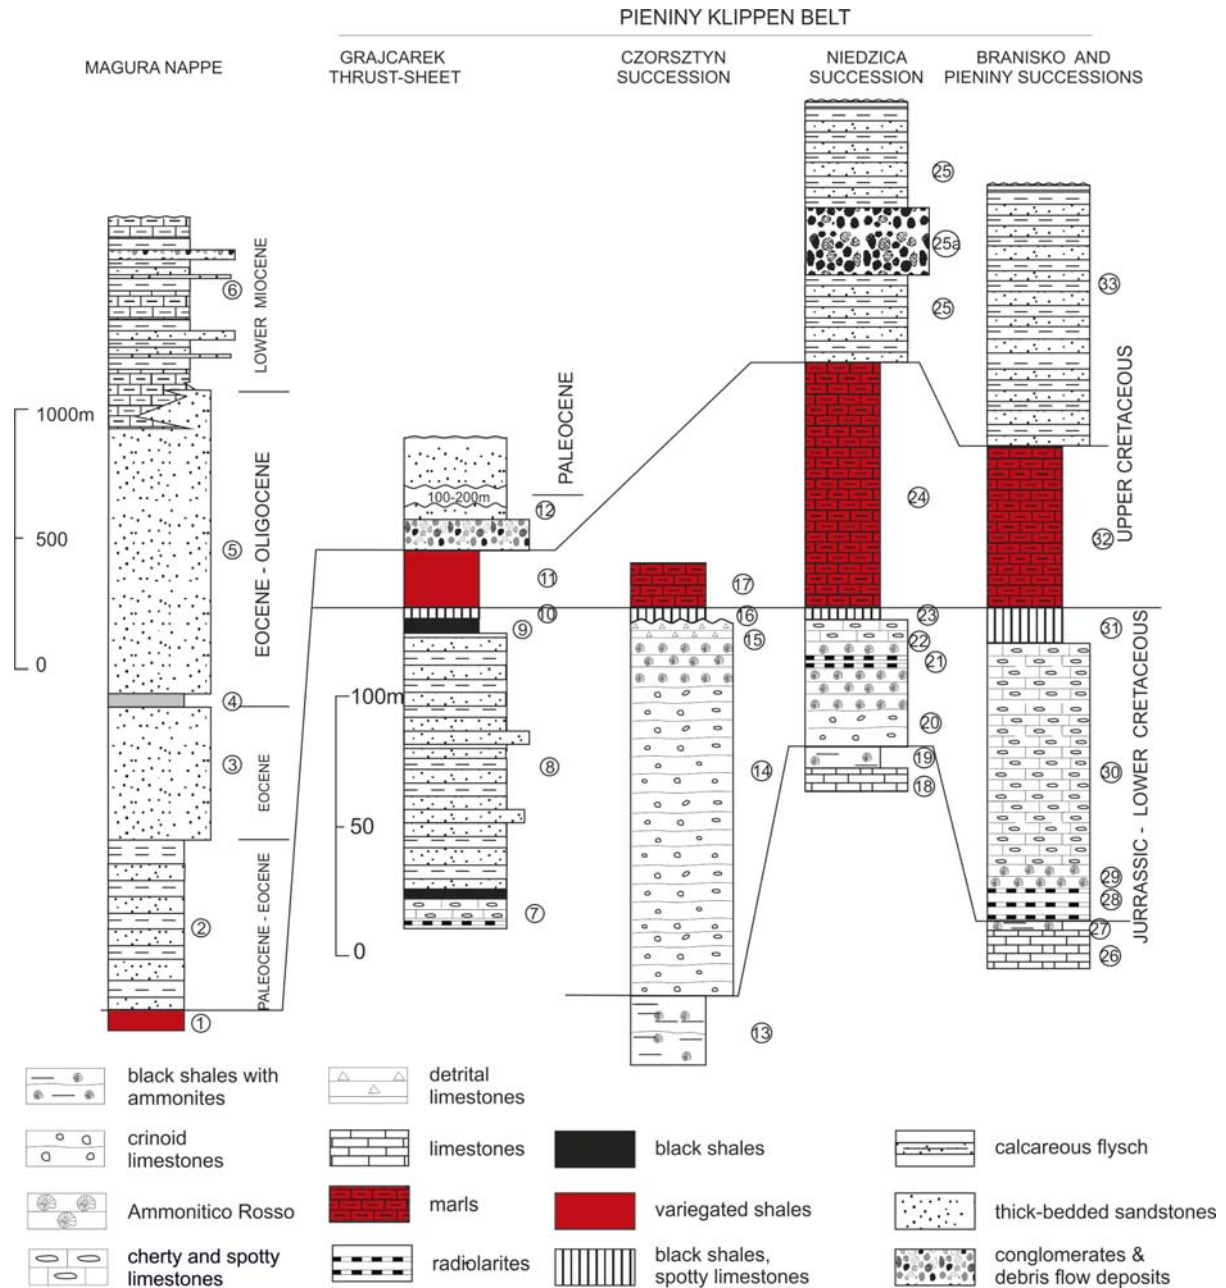 PIENINY KLIPPEN BELT
MAGURA NAPPE
GRAJCAREK
THRUST-SHEET
CZORSZTYN
SUCCESSION
NIEDZICA
SUCCESSION
BRANISKO AND
PIENINY SUCCESSIONS
1000m
500
0
LOWER MIOCENE
EOCENE - OLIGOCENE
EOCENE
PALEOCENE - EOCENE
6
5
4
3
2
1
PALEOCENE
100-200m
12
11
10
9
8
7
100m
50
0
17
16
15
14
13
25
25a
25
24
23
22
21
20
19
18
33
32
31
30
29
28
27
26
UPPER CRETACEOUS
JURRASSIC - LOWER CRETACEOUS
black shales with
ammonites
crinoid
limestones
Ammonitico Rosso
cherty and spotty
limestones
detrital
limestones
limestones
marls
radiolarites
black shales
variegated shales
black shales,
spotty limestones
calcareous flysch
thick-bedded sandstones
conglomerates &
debris flow deposits